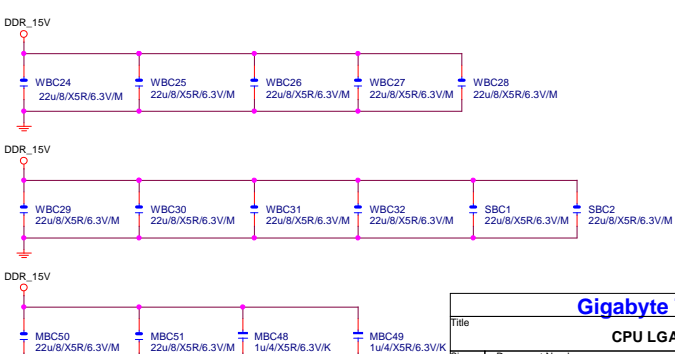 DDR_15V
WBC24 WBC25 WBC26 WBC27 WBC28
22u/8/X5R/6.3V/M 22u/8/X5R/6.3V/M 22u/8/X5R/6.3V/M 22u/8/X5R/6.3V/M 22u/8/X5R/6.3V/M
DDR_15V
WBC29 WBC30 WBC31 WBC32 SBC1 SBC2
22u/8/X5R/6.3V/M 22u/8/X5R/6.3V/M 22u/8/X5R/6.3V/M 22u/8/X5R/6.3V/M 22u/8/X5R/6.3V/M 22u/8/X5R/6.3V/M
DDR_15V
Gigabyte
Title
CPU LGA
MBC50 MBC51 MBC48 MBC49
22u/8/X5R/6.3V/M 22u/8/X5R/6.3V/M 1u/4/X5R/6.3V/K 1u/4/X5R/6.3V/K